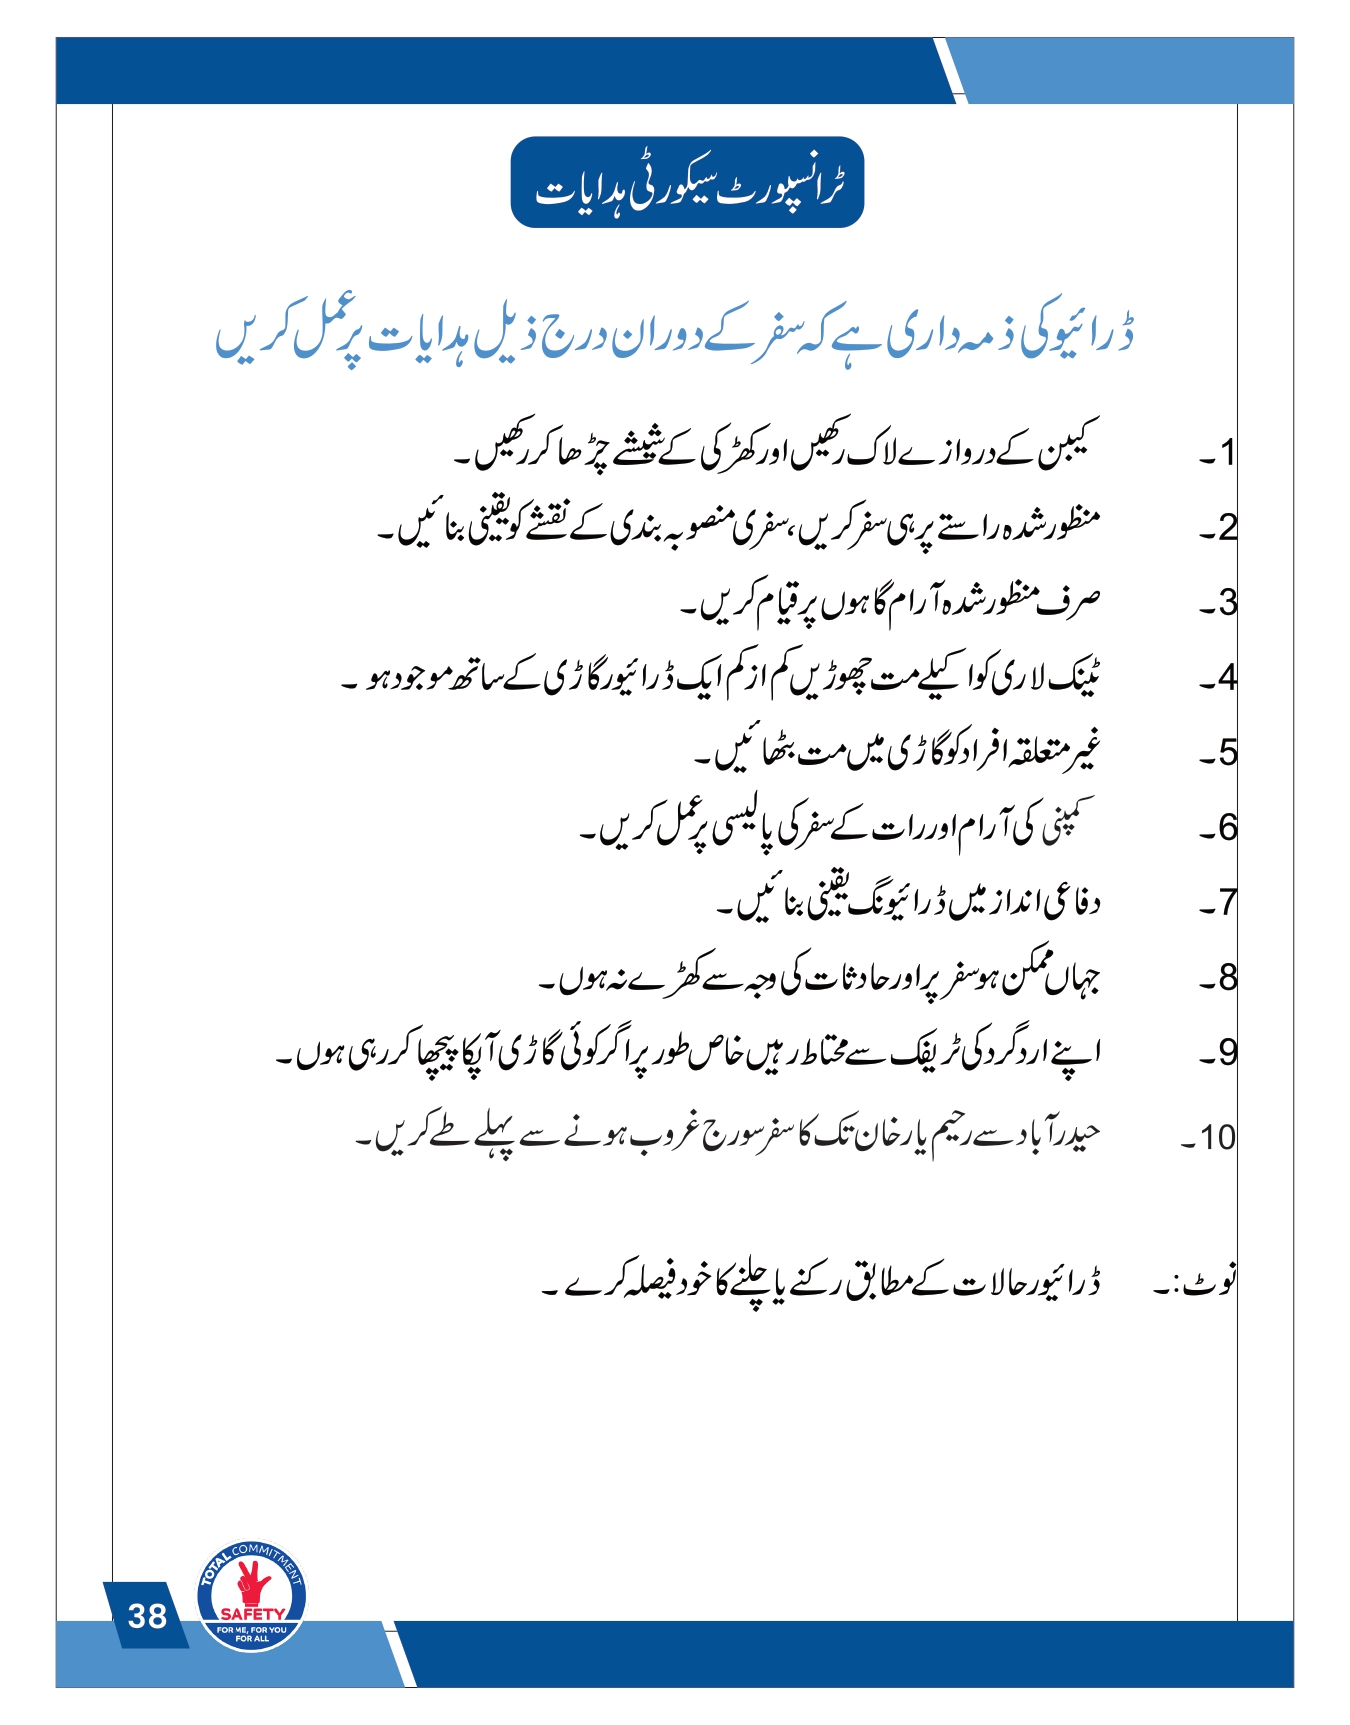 ٹرانسپورٹ سیکورٹی ہدایات
ڈرائیو کی ذمہ داری ہے کہ سفر کے دوران درج ذیل ہدایات پر عمل کریں
1۔ کیبن کے دروازے لاک رکھیں اور کھڑکی کے شیشے چڑھا کر رکھیں۔
2۔ منظور شدہ راستے پر ہی سفر کریں، سفری منصوبہ بندی کے نقشے کو یقینی بنائیں۔
3۔ صرف منظور شدہ آرام گاہوں پر قیام کریں۔
4۔ ٹینک لاری کو اکیلے مت چھوڑیں کم از کم ایک ڈرائیور گاڑی کے ساتھ موجود ہو ۔
5۔ غیر متعلقہ افراد کو گاڑی میں مت بٹھائیں۔
6۔ کمپنی کی آرام اور رات کے سفر کی پالیسی پر عمل کریں۔
7۔ دفاعی انداز میں ڈرائیونگ یقینی بنائیں۔
8۔ جہاں ممکن ہو سفر پر اور حادثات کی وجہ سے کھڑے نہ ہوں۔
9۔ اپنے ارد گرد کی ٹریفک سے محتاط رہیں خاص طور پر اگر کوئی گاڑی آپکا پیچھا کر رہی ہوں۔
10۔ حیدرآباد سے رحیم یار خان تک کا سفر سورج غروب ہونے سے پہلے طے کریں۔
نوٹ:۔ ڈرائیور حالات کے مطابق رکنے یا چلنے کا خود فیصلہ کرے ۔
TOTAL COMMITMENT
SAFETY
FOR ME, FOR YOU
FOR ALL
38